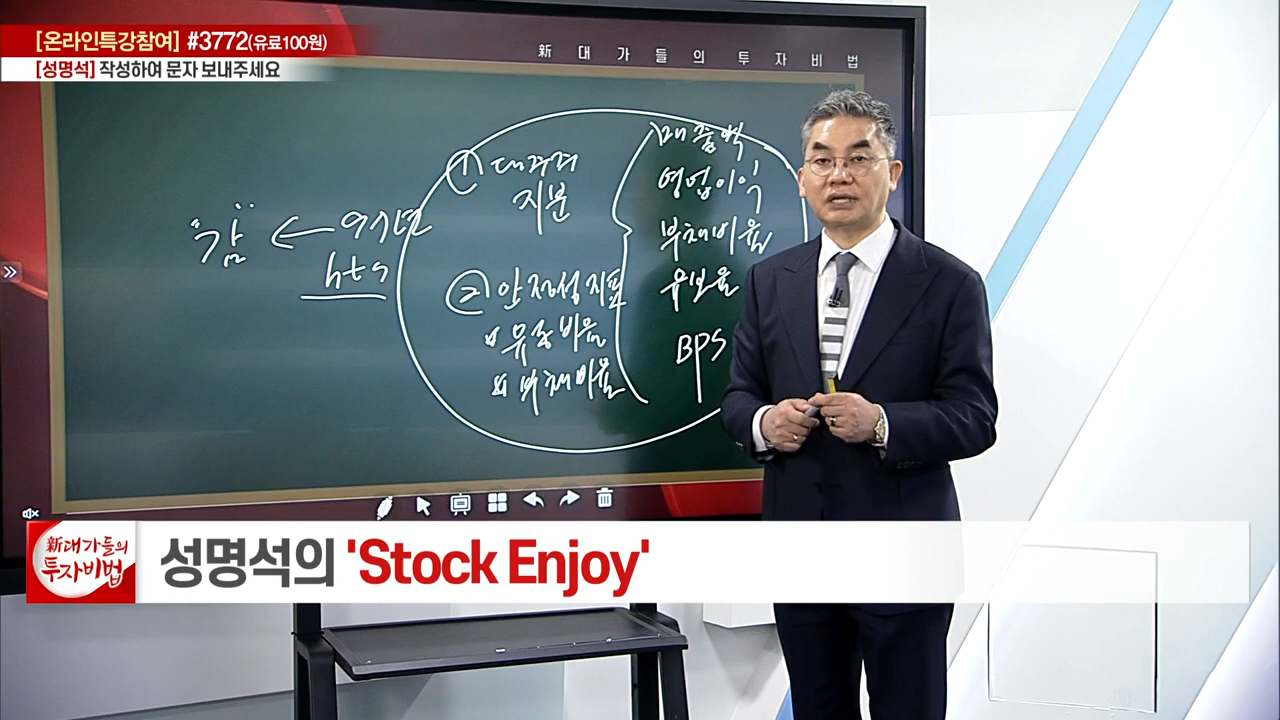 [온라인특강참여] #3772(유료100원)
[성명석] 작성하여 문자 보내주세요
新 대 가 들 의 투 자 비 법
① 대주주
지분
"감" ←
hts
② 안정성 지표
유동비율
부채비율
매출액
영업이익
부채비율
유보율
BPS
新대가들의
투자비법
성명석의 'Stock Enjoy'